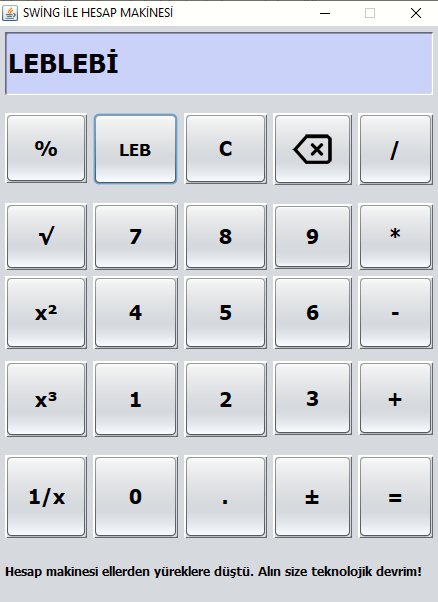 SWİNG İLE HESAP MAKİNESİ
LEBLEBİ
% LEB C /
√ 7 8 9 *
x² 4 5 6 -
x³ 1 2 3 +
1/x 0 . ± =
Hesap makinesi ellerden yüreklere düştü. Alın size teknolojik devrim!